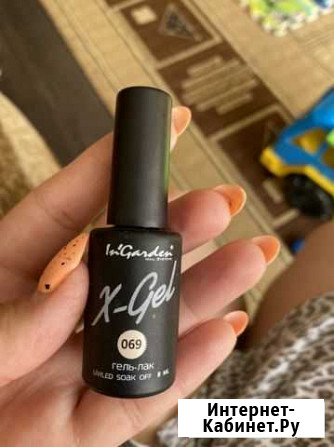 In'Garden
X-Gel
069
ГЕЛЬ-ЛАК
UV/LED SOAK OFF 8 ML
Интернет-
Кабинет.Ру